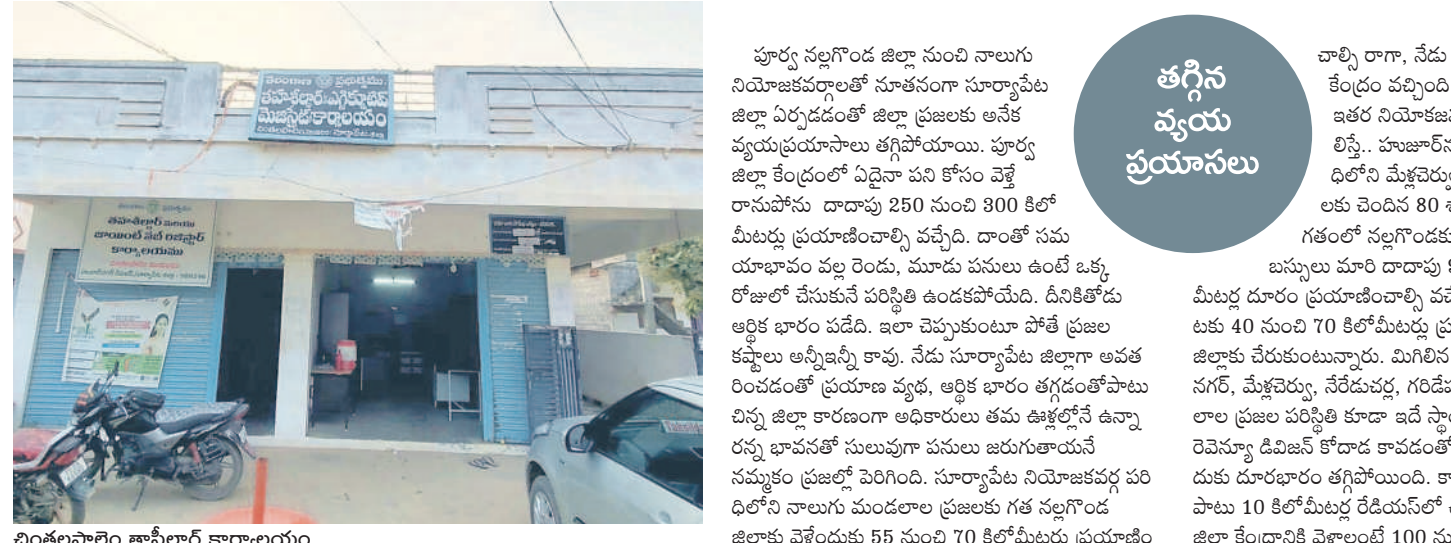 తెలంగాణ ప్రభుత్వము
తహశీల్దార్ & ఎగ్జిక్యూటివ్
మెజిస్ట్రేట్ కార్యాలయం
తహశీల్దార్ మరియు
జాయింట్ సబ్ రిజిస్ట్రార్
కార్యాలయము
చింతలపాలెం తాసీల్దార్ కార్యాలయం
పూర్వ నల్లగొండ జిల్లా నుంచి నాలుగు
నియోజకవర్గాలతో నూతనంగా సూర్యాపేట
జిల్లా ఏర్పడడంతో జిల్లా ప్రజలకు అనేక
వ్యయప్రయాసాలు తగ్గిపోయాయి. పూర్వ
జిల్లా కేంద్రంలో ఏదైనా పని కోసం వెళ్తే
రానుపోను దాదాపు 250 నుంచి 300 కిలో
మీటర్లు ప్రయాణించాల్సి వచ్చేది. దాంతో సమ
యాభావం వల్ల రెండు, మూడు పనులు ఉంటే ఒక్క
రోజులో చేసుకునే పరిస్థితి ఉండకపోయేది. దీనికితోడు
ఆర్థిక భారం పడేది. ఇలా చెప్పుకుంటూ పోతే ప్రజల
కష్టాలు అన్నీఇన్నీ కావు. నేడు సూర్యాపేట జిల్లాగా అవత
రించడంతో ప్రయాణ వ్యథ, ఆర్థిక భారం తగ్గడంతోపాటు
చిన్న జిల్లా కారణంగా అధికారులు తమ ఊళ్లల్లోనే ఉన్నా
రన్న భావనతో సులువుగా పనులు జరుగుతాయనే
నమ్మకం ప్రజల్లో పెరిగింది. సూర్యాపేట నియోజకవర్గ పరి
ధిలోని నాలుగు మండలాల ప్రజలకు గత నల్లగొండ
జిల్లాకు వెళ్లేందుకు 55 నుంచి 70 కిలోమీటర్లు ప్రయాణిం
తగ్గిన
వ్యయ
ప్రయాసలు
చాల్సి రాగా, నేడు
కేంద్రం వచ్చింది
ఇతర నియోజక
లిస్తే.. హుజూర్‌న
ధిలోని మేళ్లచెరు
లకు చెందిన 80
గతంలో నల్లగొండకు
బస్సులు మారి దాదాపు
మీటర్ల దూరం ప్రయాణించాల్సి వచే
టకు 40 నుంచి 70 కిలోమీటర్లు ప్ర
జిల్లాకు చేరుకుంటున్నారు. మిగిలిన
నగర్, మేళ్లచెర్వు, నేరేడుచర్ల, గరిడే
లాల ప్రజల పరిస్థితి కూడా ఇదే స్థా
రెవెన్యూ డివిజన్ కోదాడ కావడంతో
దుకు దూరభారం తగ్గిపోయింది. కా
పాటు 10 కిలోమీటర్ల రేడియస్‌లో
జిల్లా కేంద్రానికి వెళ్లాలంటే 100 ను